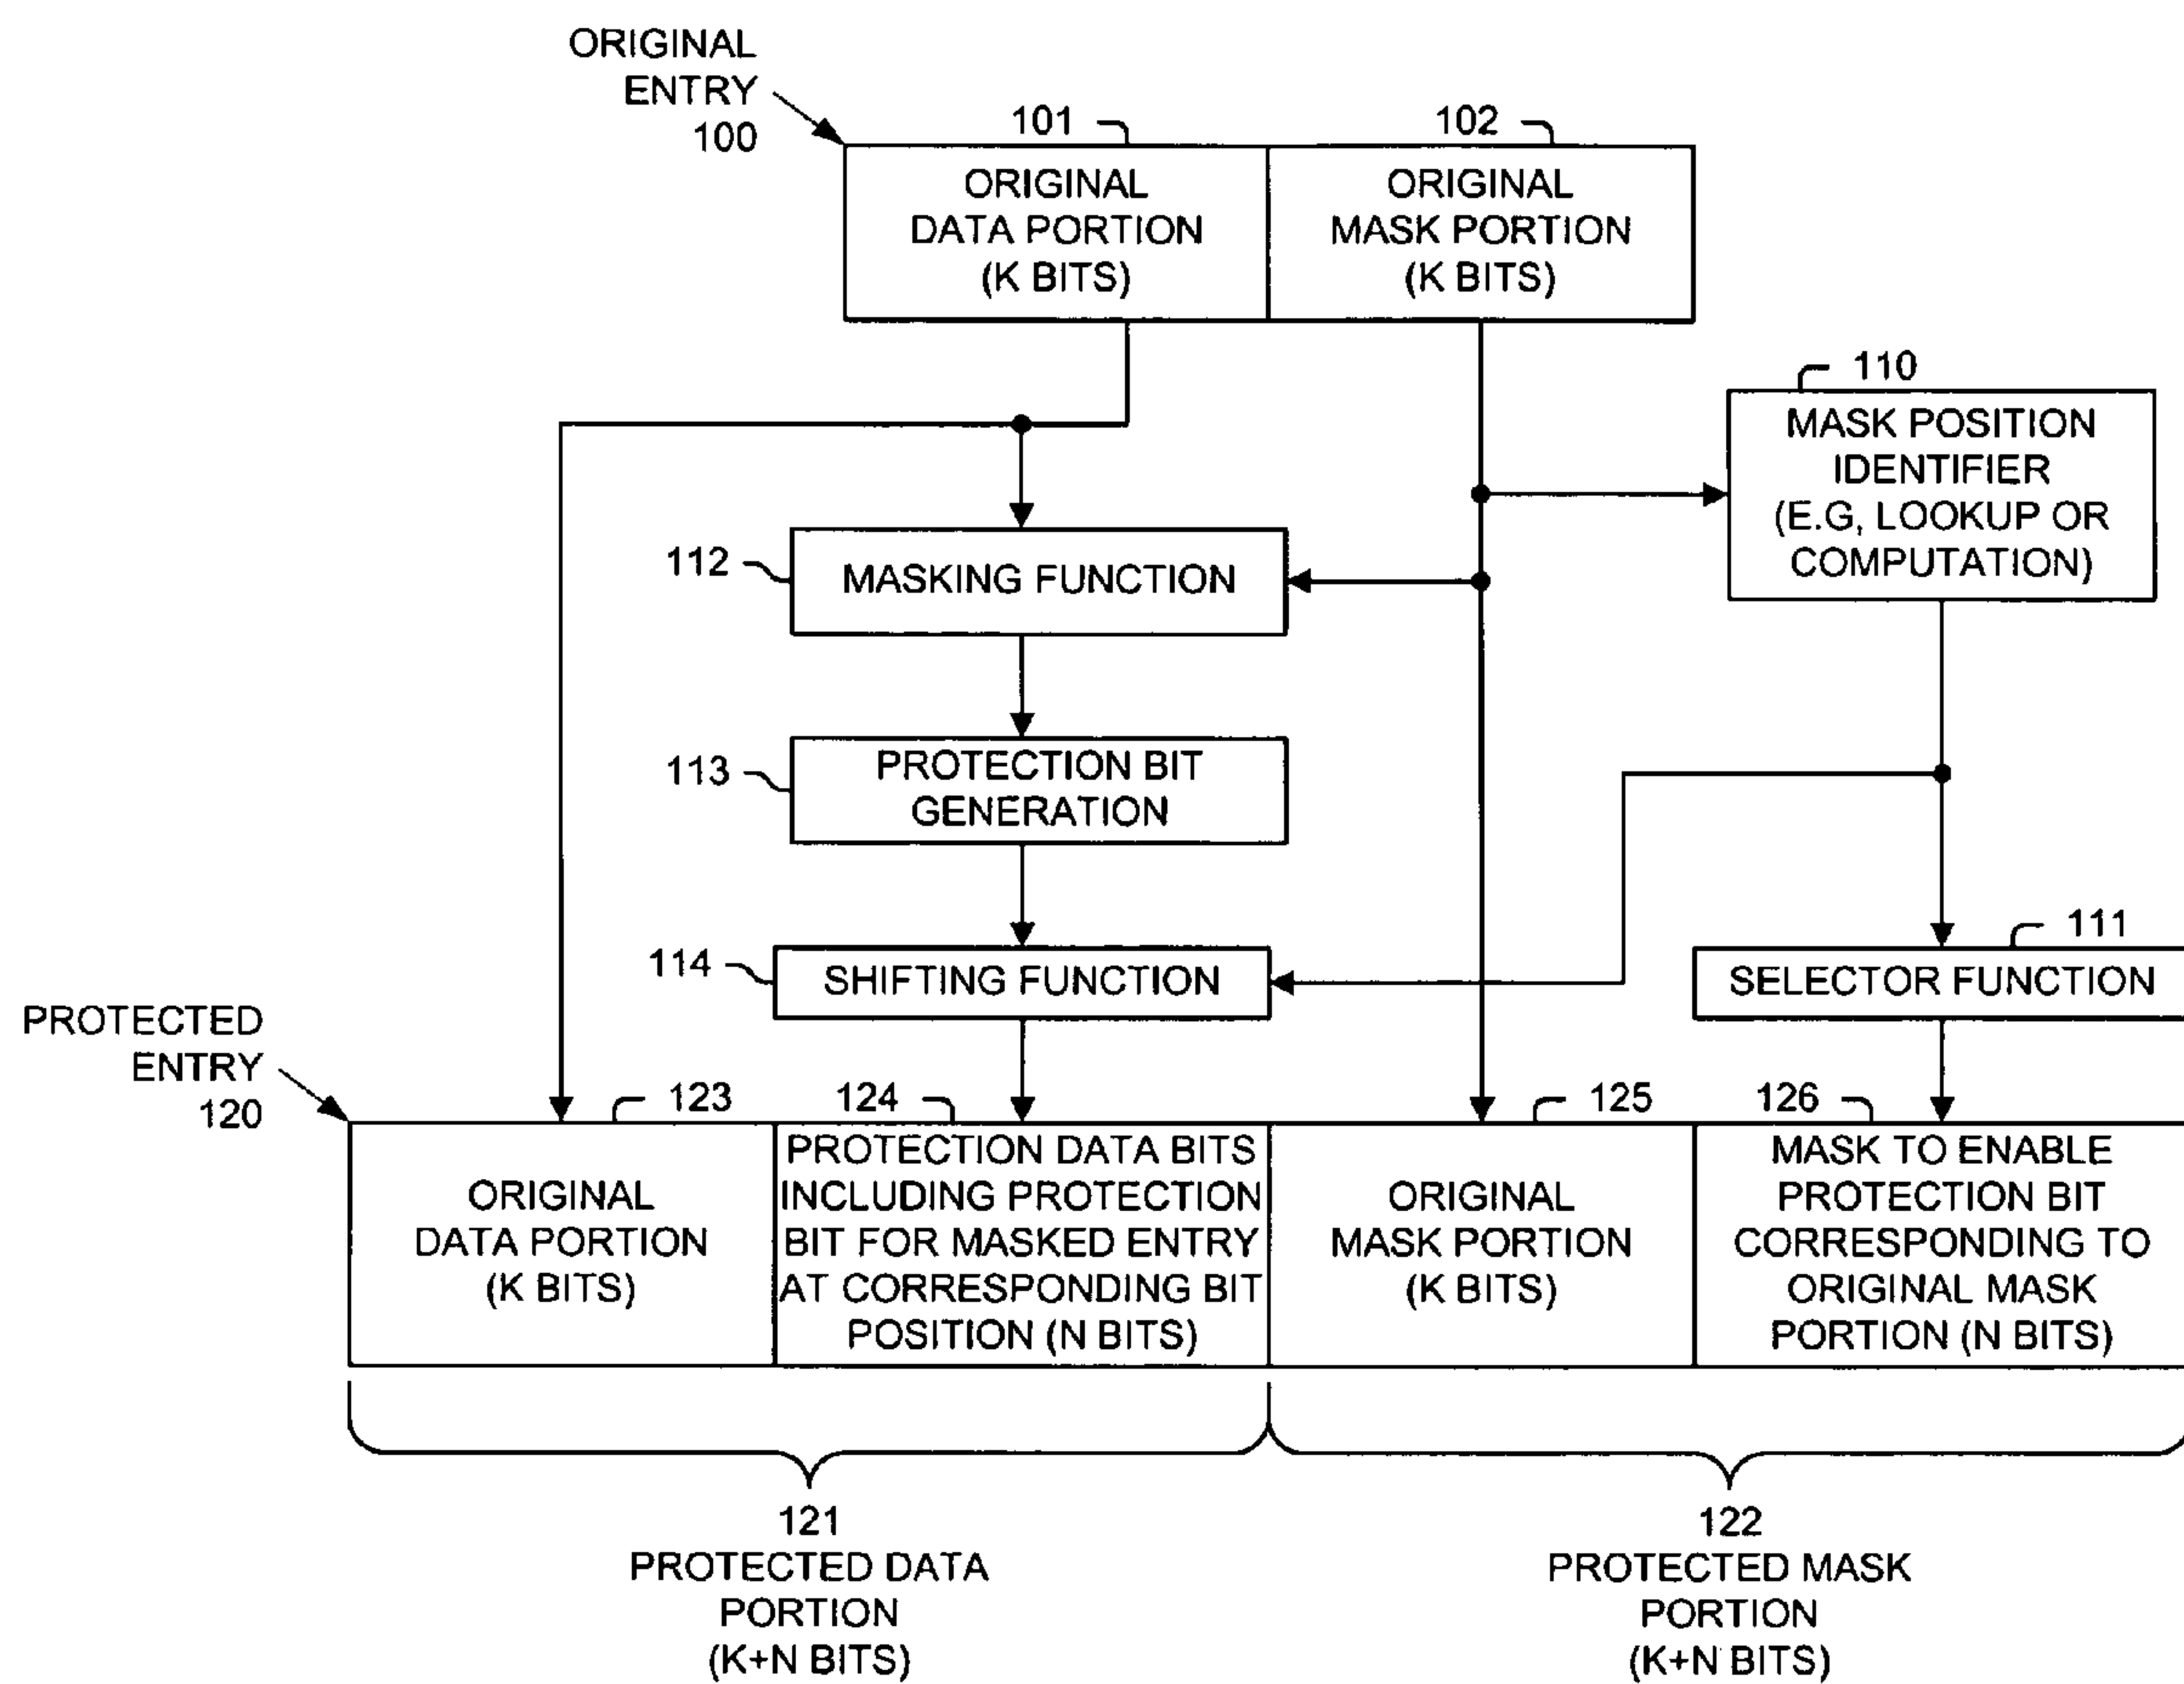 ORIGINAL
ENTRY
100
101
102
ORIGINAL
DATA PORTION
(K BITS)
ORIGINAL
MASK PORTION
(K BITS)
110
MASK POSITION
IDENTIFIER
(E.G, LOOKUP OR
COMPUTATION)
112
MASKING FUNCTION
113
PROTECTION BIT
GENERATION
114
SHIFTING FUNCTION
111
SELECTOR FUNCTION
PROTECTED
ENTRY
120
123
124
125
126
ORIGINAL
DATA PORTION
(K BITS)
PROTECTION DATA BITS
INCLUDING PROTECTION
BIT FOR MASKED ENTRY
AT CORRESPONDING BIT
POSITION (N BITS)
ORIGINAL
MASK PORTION
(K BITS)
MASK TO ENABLE
PROTECTION BIT
CORRESPONDING TO
ORIGINAL MASK
PORTION (N BITS)
121
PROTECTED DATA
PORTION
(K+N BITS)
122
PROTECTED MASK
PORTION
(K+N BITS)